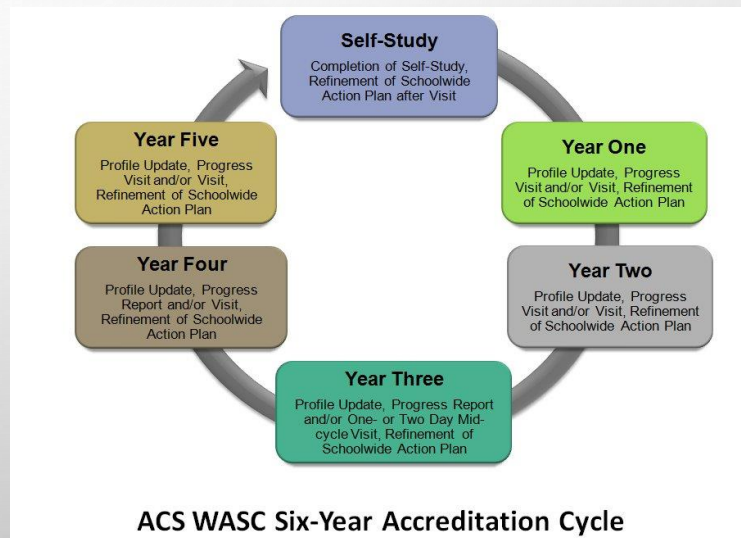 Self-Study
Completion of Self-Study,
Refinement of Schoolwide
Action Plan after Visit
Year One
Profile Update, Progress
Visit and/or Visit, Refinement
of Schoolwide Action Plan
Year Two
Profile Update, Progress
Visit and/or Visit, Refinement
of Schoolwide Action Plan
Year Three
Profile Update, Progress Report
and/or One- or Two Day Mid-
cycle Visit, Refinement of
Schoolwide Action Plan
Year Four
Profile Update, Progress
Report and/or Visit,
Refinement of Schoolwide
Action Plan
Year Five
Profile Update, Progress
Visit and/or Visit,
Refinement of Schoolwide
Action Plan
ACS WASC Six-Year Accreditation Cycle